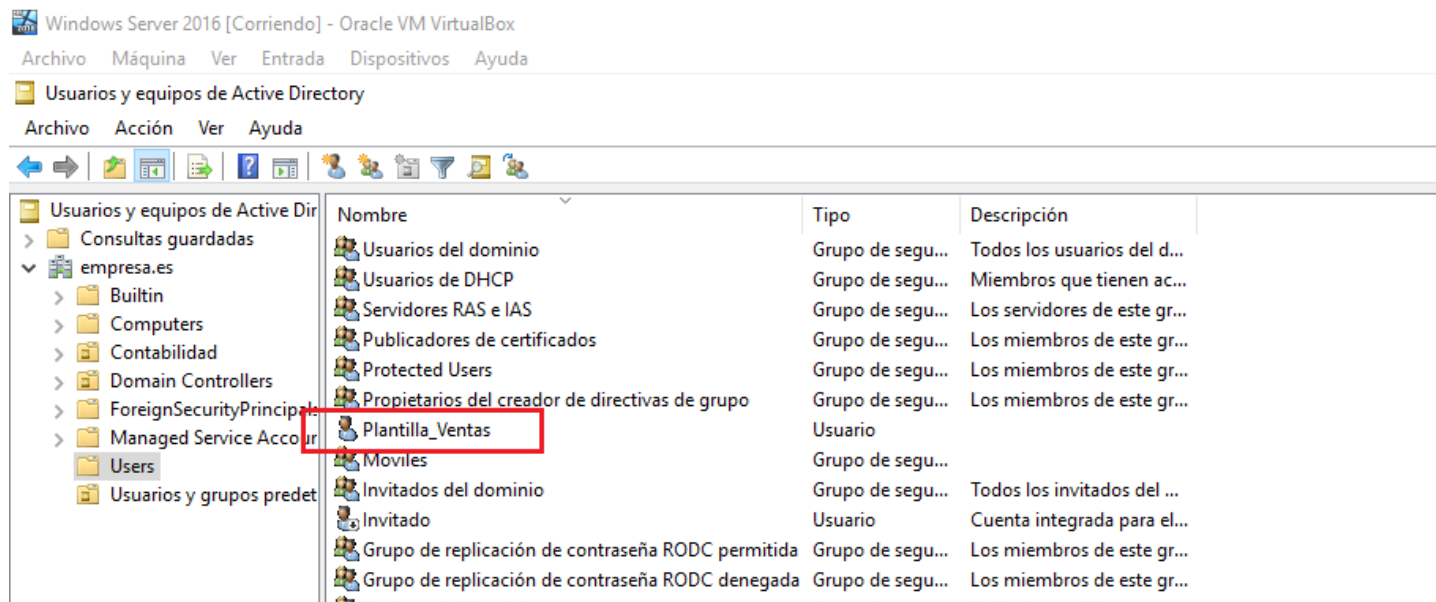 Windows Server 2016 [Corriendo] - Oracle VM VirtualBox
Archivo Máquina Ver Entrada Dispositivos Ayuda
Usuarios y equipos de Active Directory
Archivo Acción Ver Ayuda
Usuarios y equipos de Active Dir
Consultas guardadas
empresa.es
Builtin
Computers
Contabilidad
Domain Controllers
ForeignSecurityPrincipals
Managed Service Accour
Users
Usuarios y grupos predet
Nombre Tipo Descripción
Usuarios del dominio Grupo de segu... Todos los usuarios del d...
Usuarios de DHCP Grupo de segu... Miembros que tienen ac...
Servidores RAS e IAS Grupo de segu... Los servidores de este gr...
Publicadores de certificados Grupo de segu... Los miembros de este gr...
Protected Users Grupo de segu... Los miembros de este gr...
Propietarios del creador de directivas de grupo Grupo de segu... Los miembros de este gr...
Plantilla_Ventas Usuario
Moviles Grupo de segu...
Invitados del dominio Grupo de segu... Todos los invitados del ...
Invitado Usuario Cuenta integrada para el...
Grupo de replicación de contraseña RODC permitida Grupo de segu... Los miembros de este gr...
Grupo de replicación de contraseña RODC denegada Grupo de segu... Los miembros de este gr...